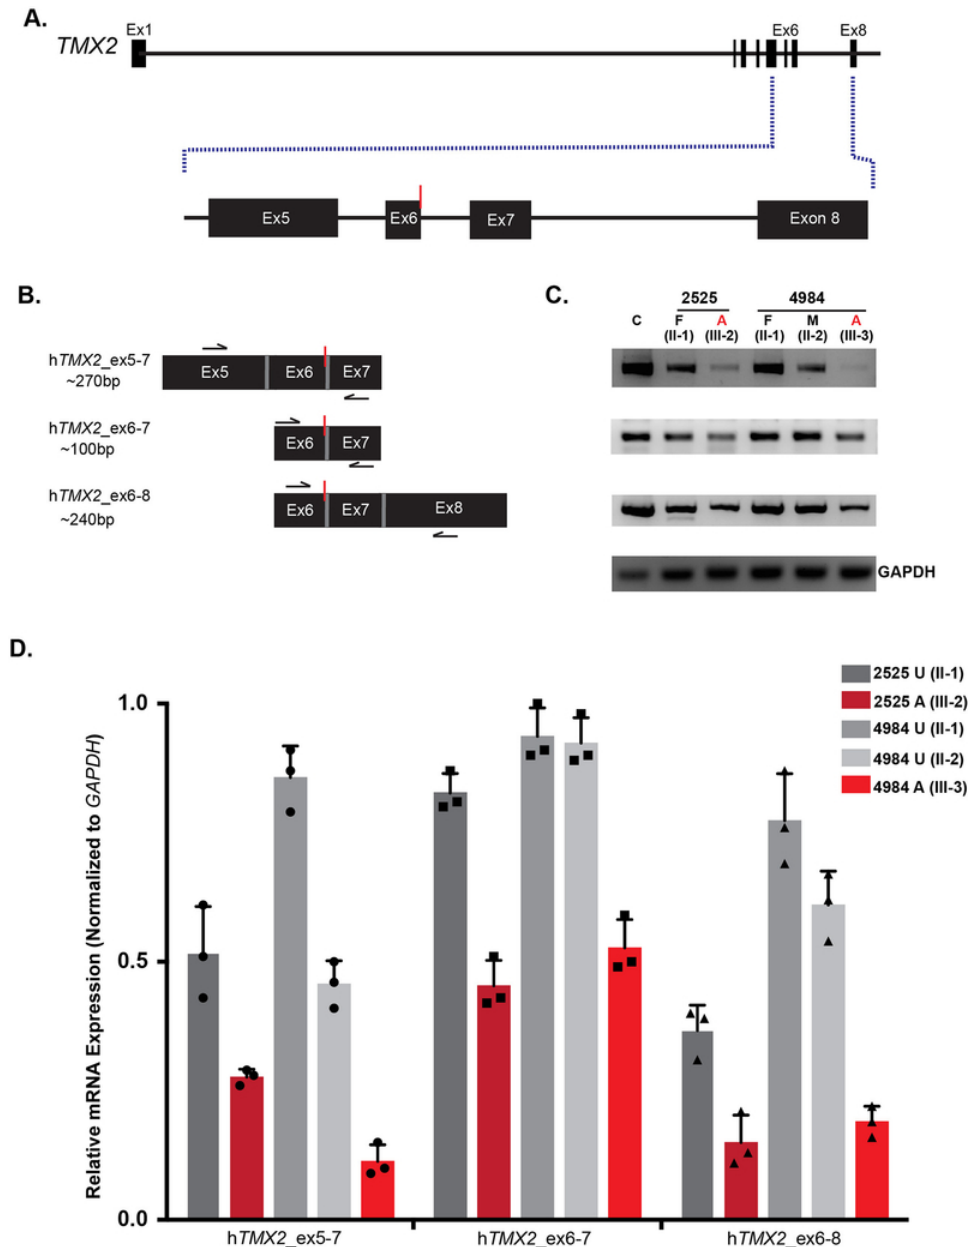 A.
TMX2
Ex1
Ex6
Ex8
Ex5
Ex6
Ex7
Exon 8
B.
hTMX2_ex5-7
~270bp
Ex5
Ex6
Ex7
hTMX2_ex6-7
~100bp
Ex6
Ex7
hTMX2_ex6-8
~240bp
Ex6
Ex7
Ex8
C.
2525
4984
C
F
A
F
M
A
(II-1)
(III-2)
(II-1)
(II-2)
(III-3)
GAPDH
D.
2525 U (II-1)
2525 A (III-2)
4984 U (II-1)
4984 U (II-2)
4984 A (III-3)
Relative mRNA Expression (Normalized to GAPDH)
1.0
0.5
0.0
hTMX2_ex5-7
hTMX2_ex6-7
hTMX2_ex6-8